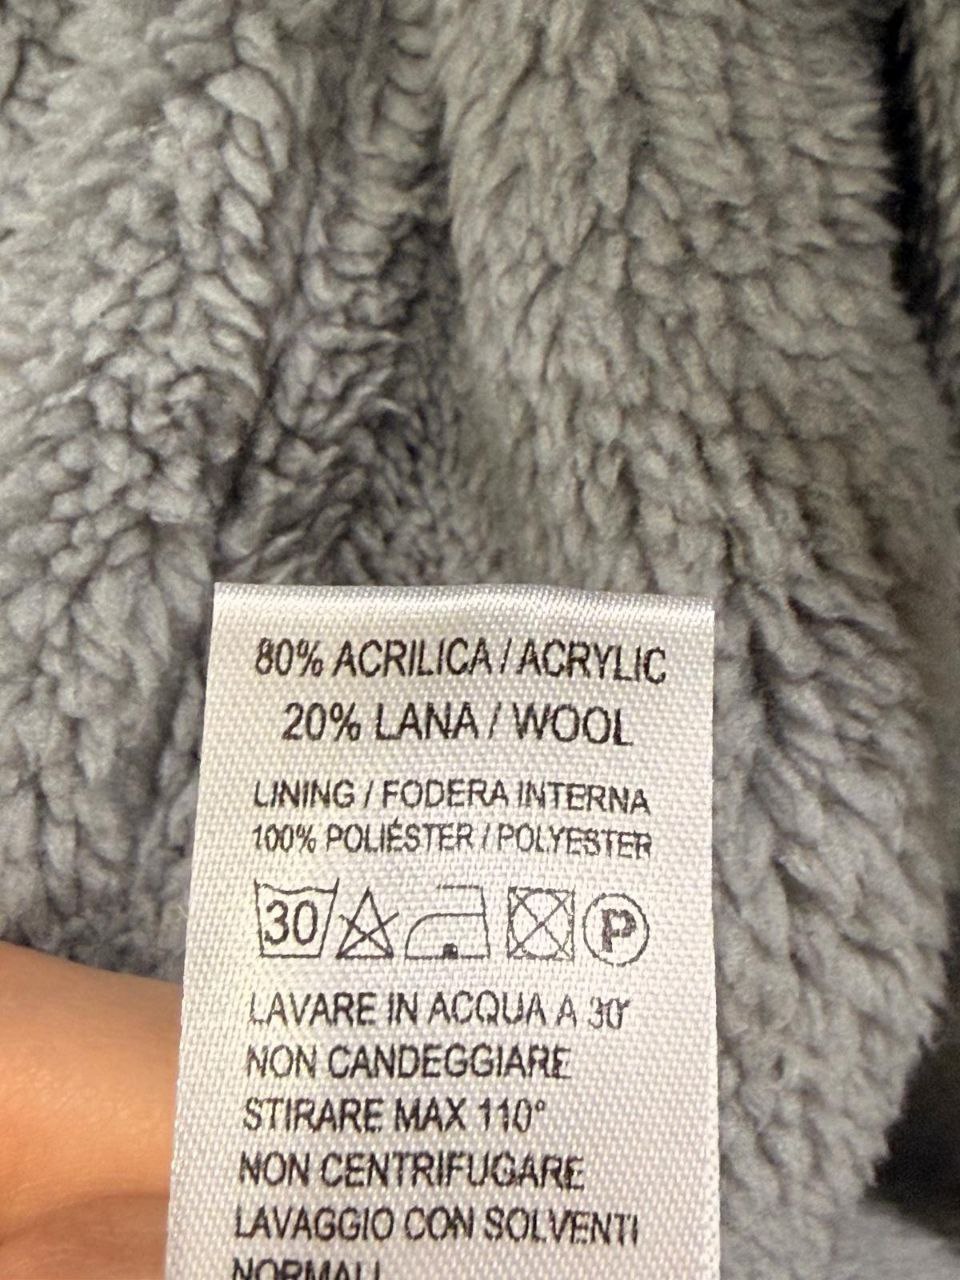 80% ACRILICA / ACRYLIC
20% LANA / WOOL
LINING / FODERA INTERNA
100% POLIÉSTER / POLYESTER
30 P
LAVARE IN ACQUA A 30°
NON CANDEGGIARE
STIRARE MAX 110°
NON CENTRIFUGARE
LAVAGGIO CON SOLVENTI
NORMALI